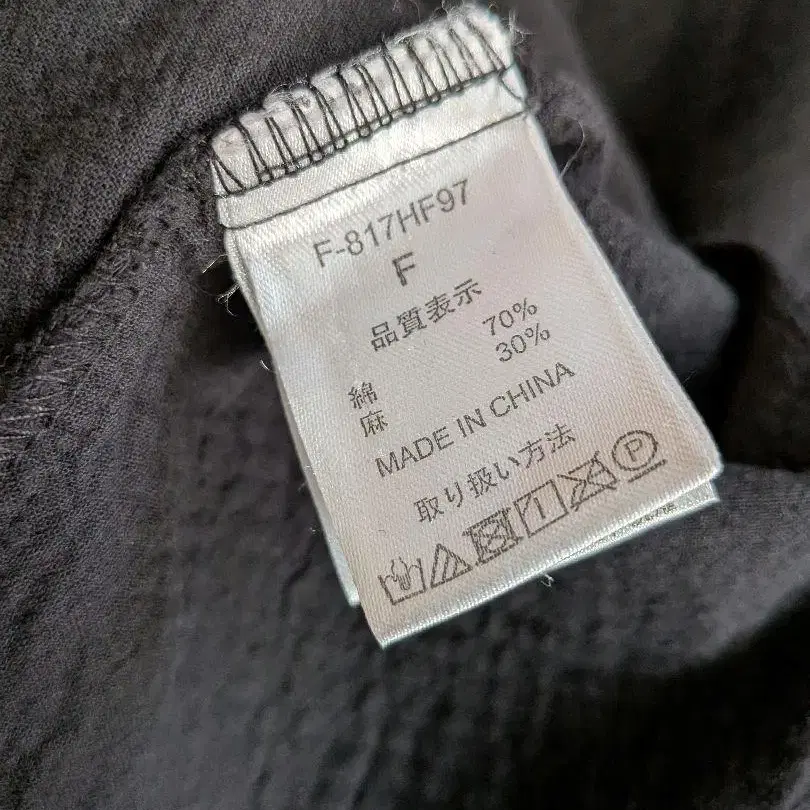 F-817HF97
F
品質表示
綿 70%
麻 30%
MADE IN CHINA
取り扱い方法
P